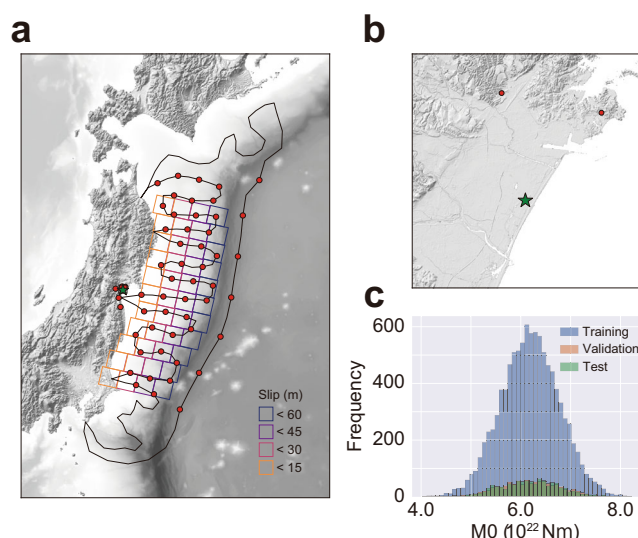 a
Slip (m)
< 60
< 45
< 30
< 15
b
c
Frequency
600
400
200
0
Training
Validation
Test
4.0 6.0 8.0
M0 (10²² Nm)